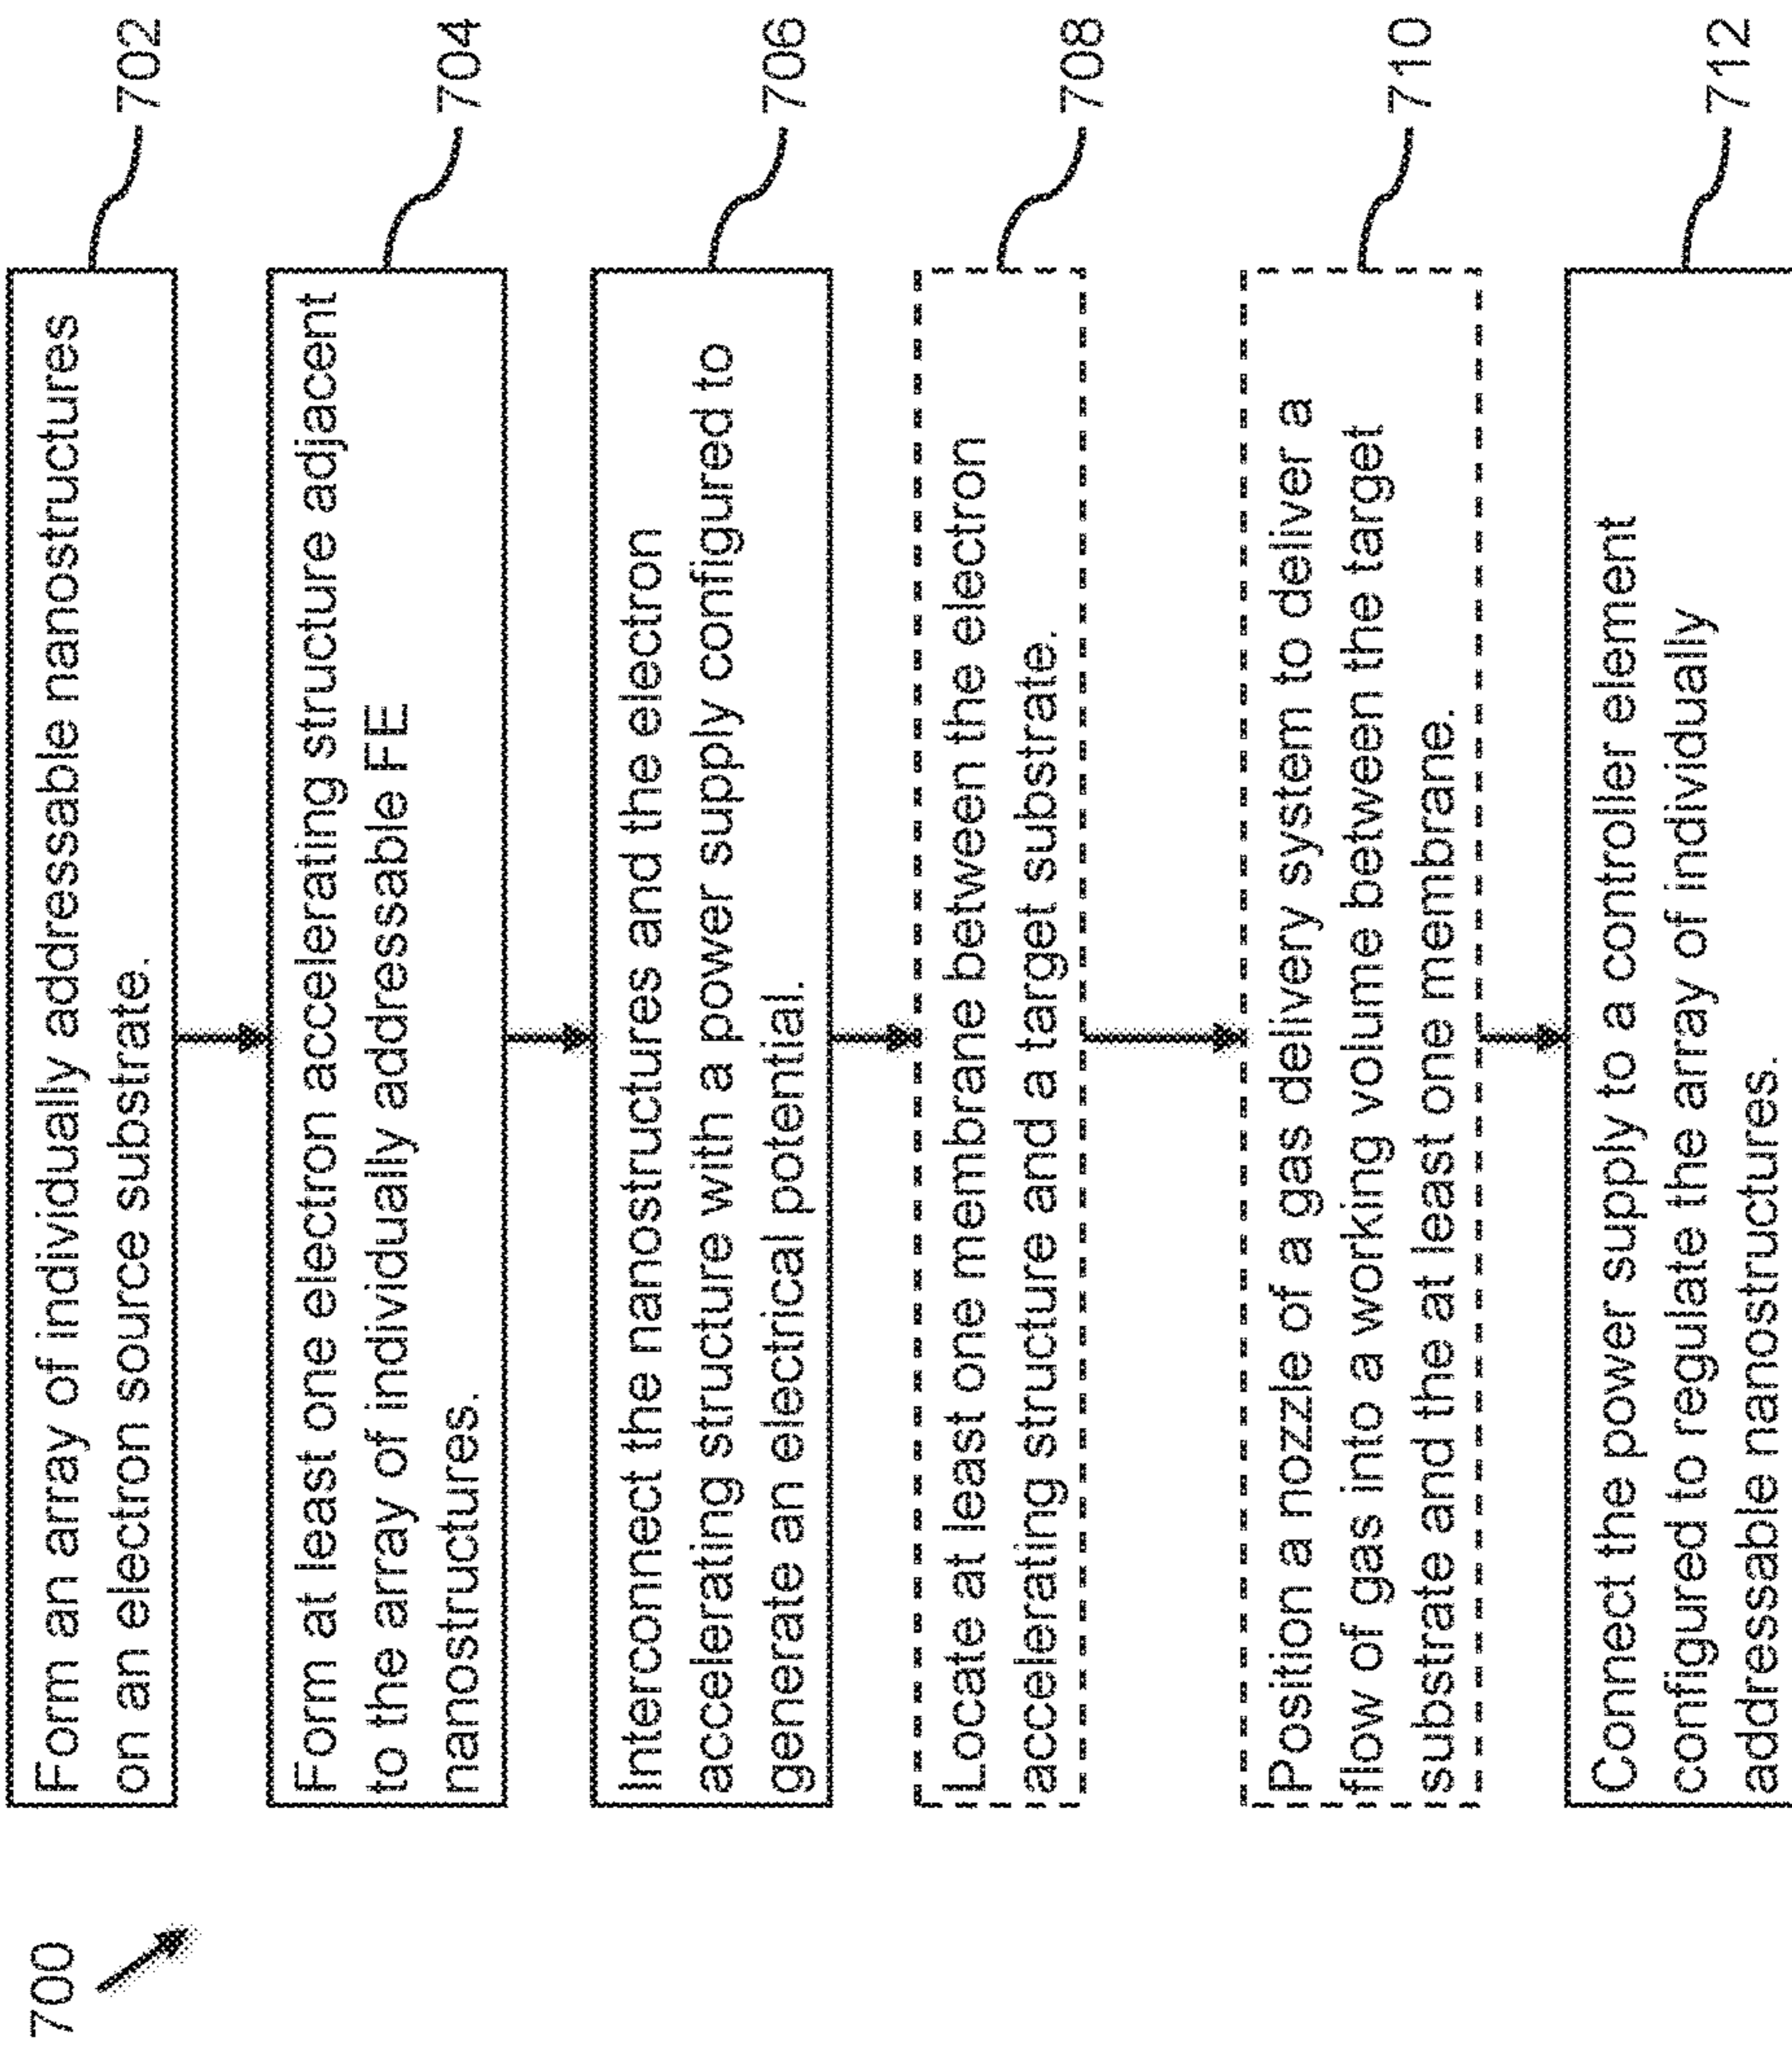 700
Form an array of individually addressable nanostructures
on an electron source substrate.
702
Form at least one electron accelerating structure adjacent
to the array of individually addressable FE
nanostructures.
704
Interconnect the nanostructures and the electron
accelerating structure with a power supply configured to
generate an electrical potential.
706
Locate at least one membrane between the electron
accelerating structure and a target substrate.
708
Position a nozzle of a gas delivery system to deliver a
flow of gas into a working volume between the target
substrate and the at least one membrane.
710
Connect the power supply to a controller element
configured to regulate the array of individually
addressable nanostructures.
712